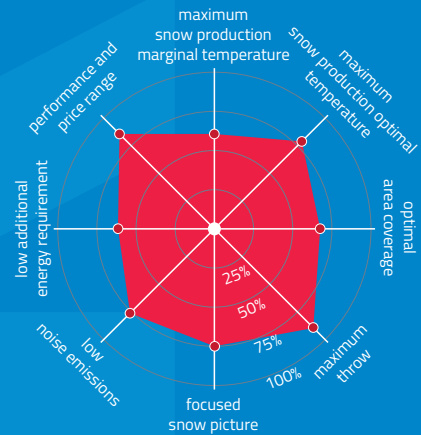 maximum
snow production
marginal temperature
maximum
snow production optimal
temperature
optimal
area coverage
maximum
throw
focused
snow picture
low
noise emissions
low additional
energy requirement
performance and
price range
25%
50%
75%
100%